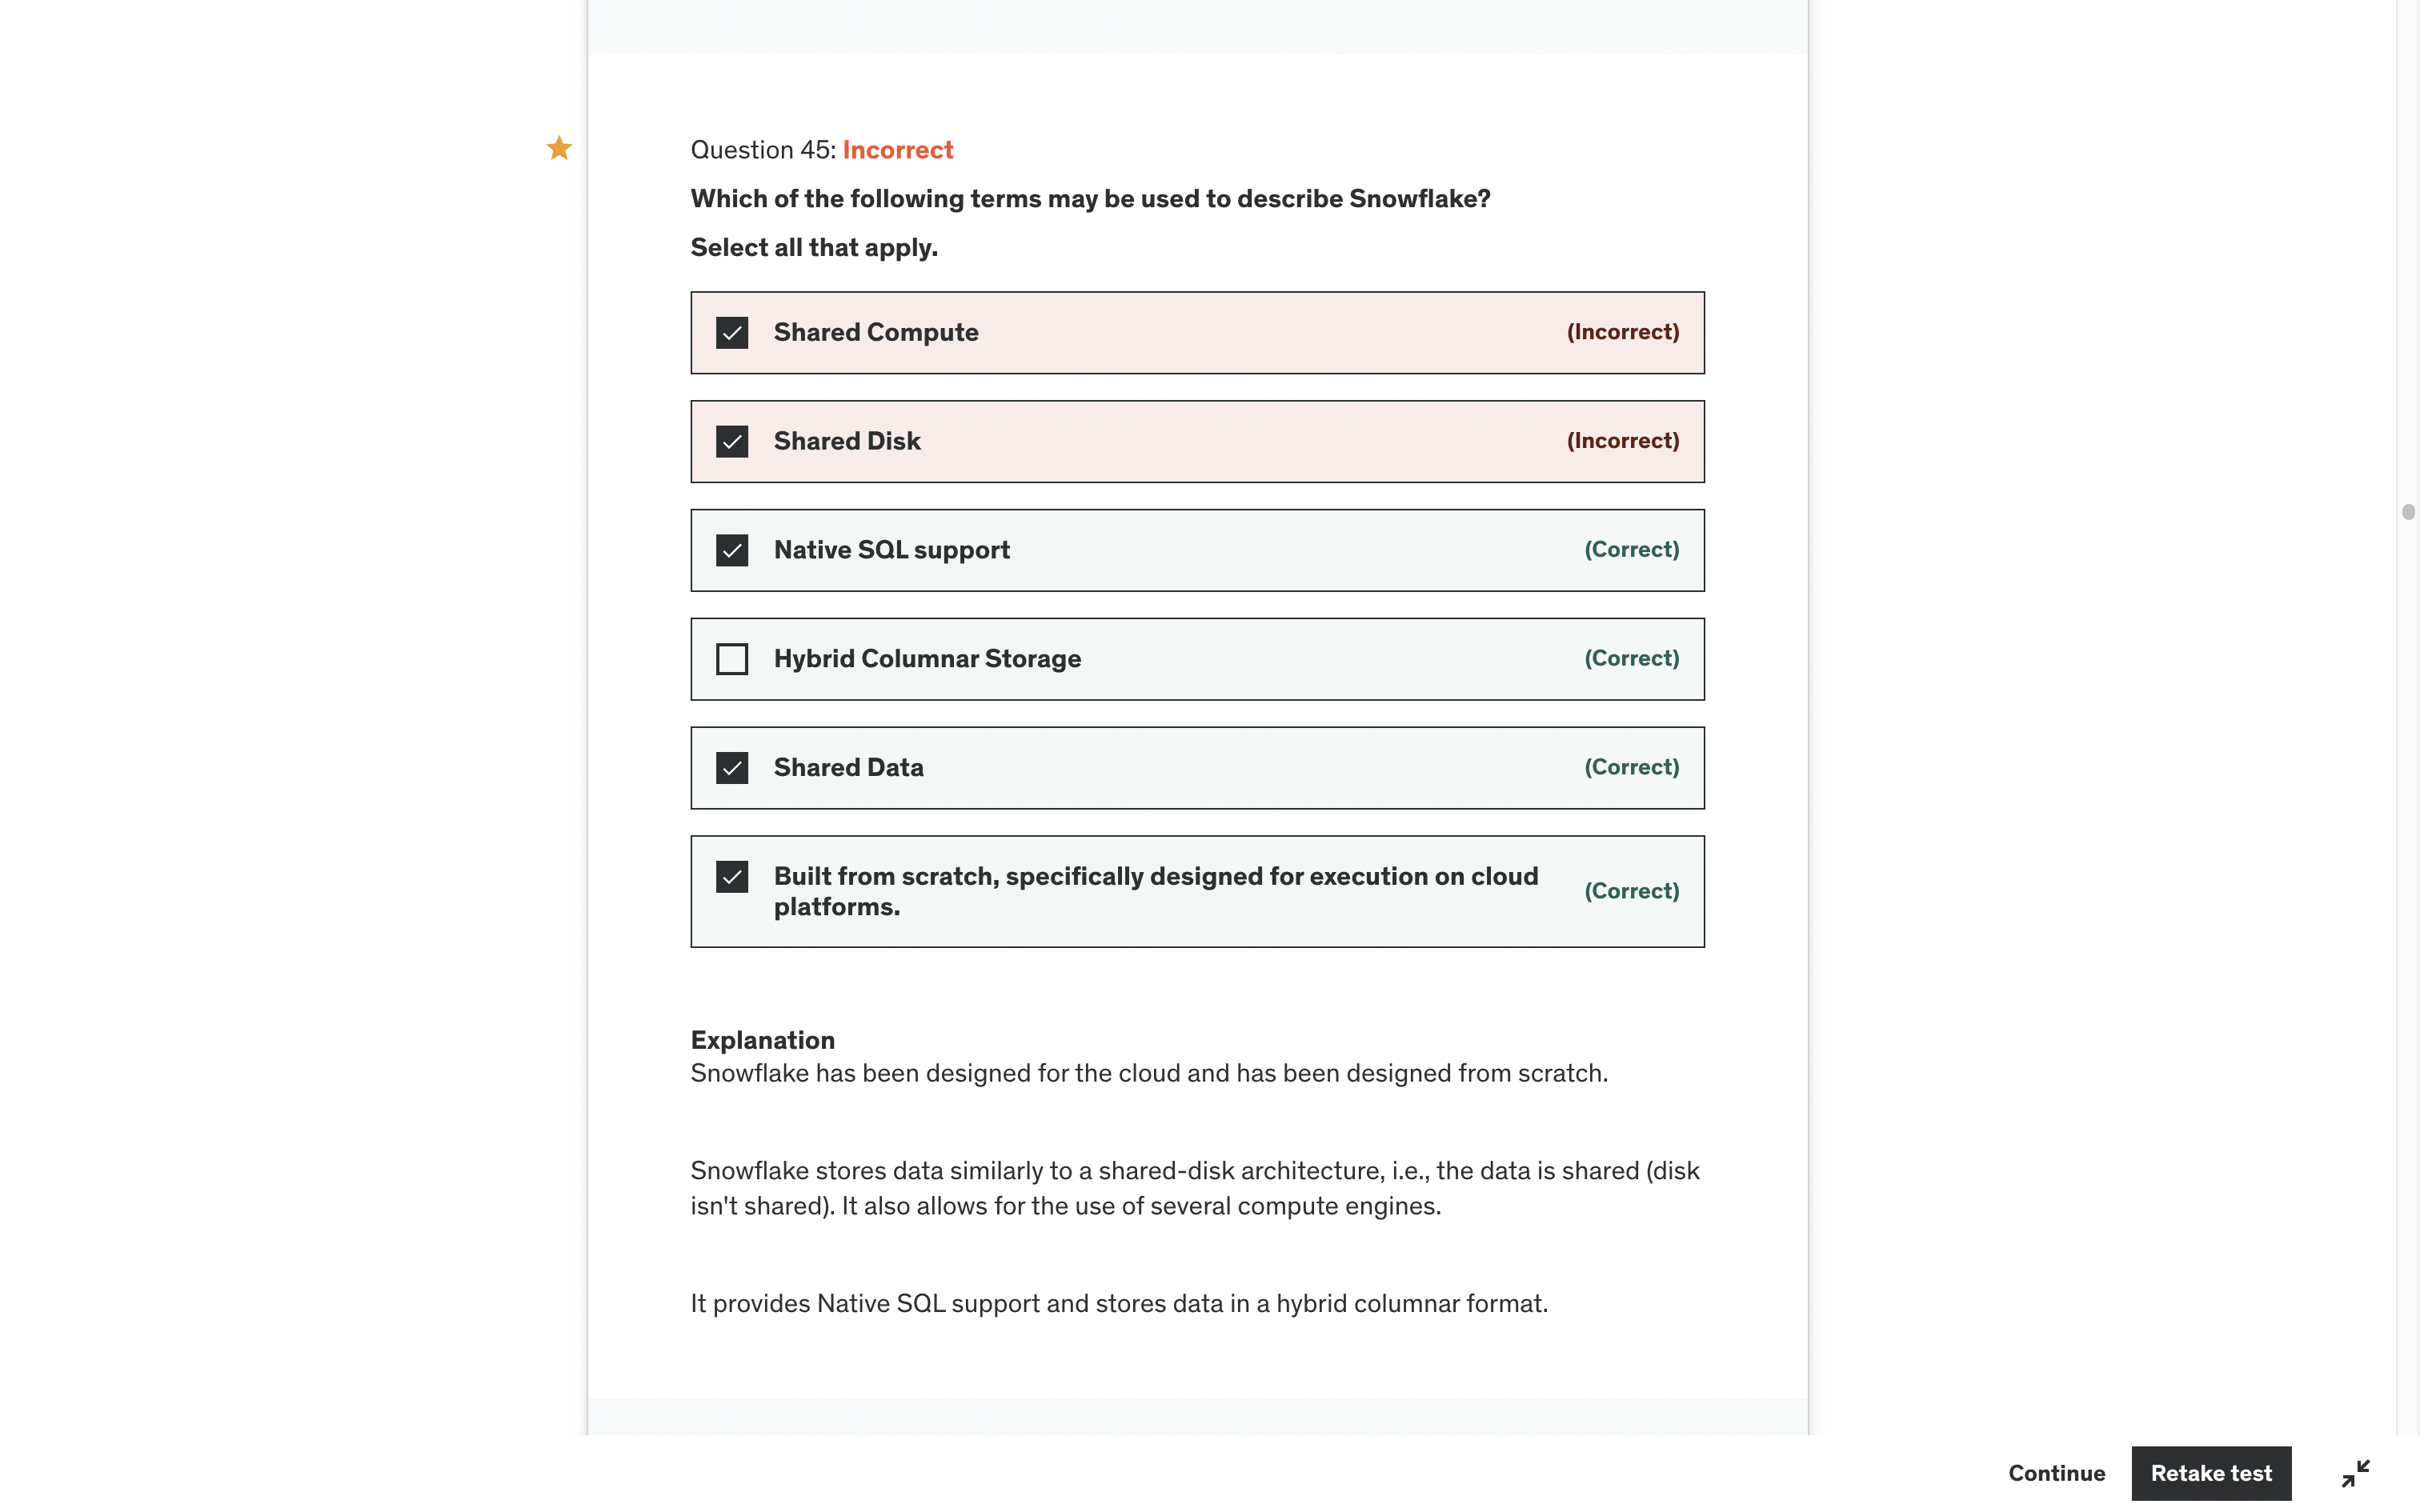 Question 45: Incorrect
Which of the following terms may be used to describe Snowflake?
Select all that apply.
Shared Compute (Incorrect)
Shared Disk (Incorrect)
Native SQL support (Correct)
Hybrid Columnar Storage (Correct)
Shared Data (Correct)
Built from scratch, specifically designed for execution on cloud
platforms.
(Correct)
Explanation
Snowflake has been designed for the cloud and has been designed from scratch.
Snowflake stores data similarly to a shared-disk architecture, i.e., the data is shared (disk
isn't shared). It also allows for the use of several compute engines.
It provides Native SQL support and stores data in a hybrid columnar format.
Continue Retake test